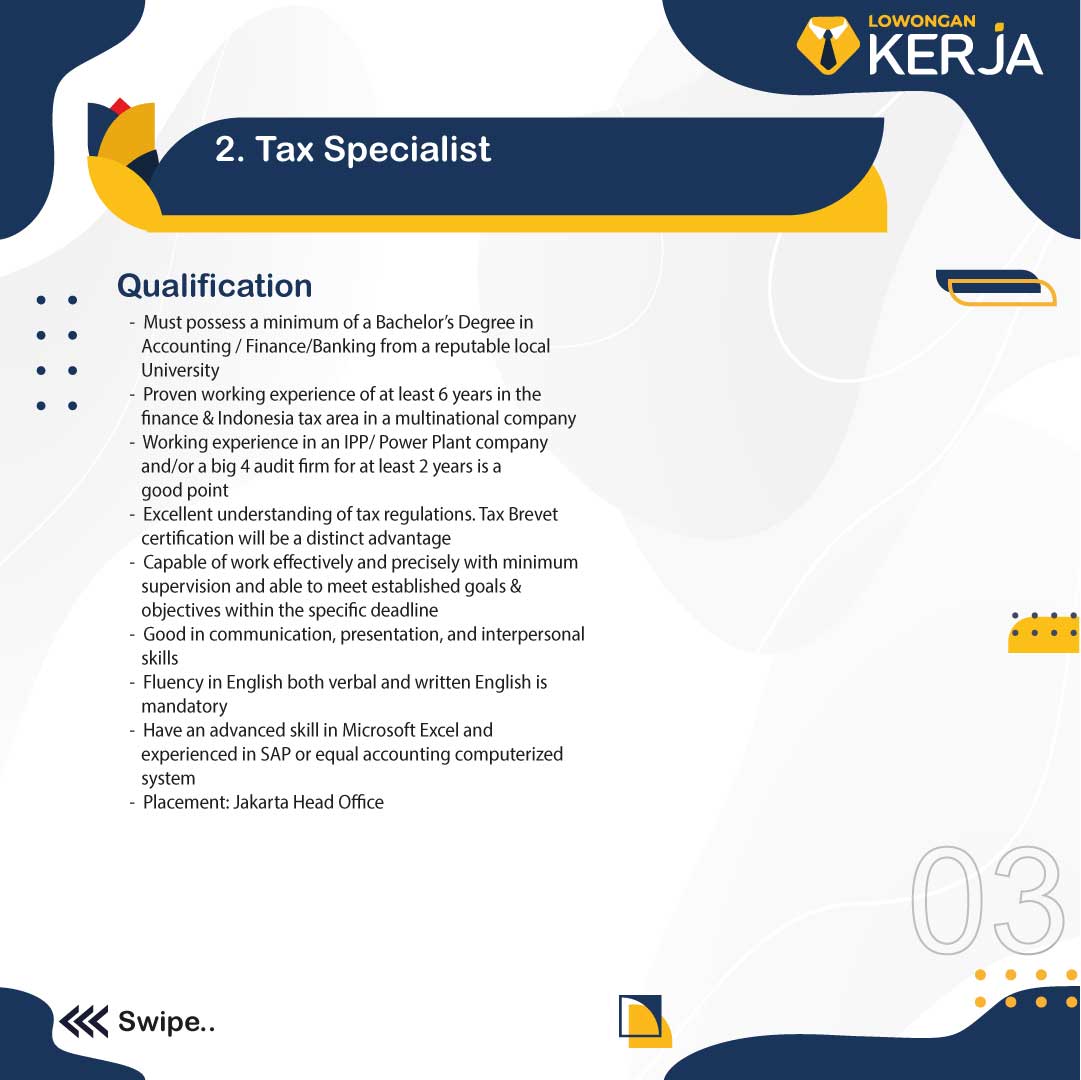 LOWONGAN
KERJA
2. Tax Specialist
Qualification
- Must possess a minimum of a Bachelor’s Degree in
Accounting / Finance/Banking from a reputable local
University
- Proven working experience of at least 6 years in the
finance & Indonesia tax area in a multinational company
- Working experience in an IPP/ Power Plant company
and/or a big 4 audit firm for at least 2 years is a
good point
- Excellent understanding of tax regulations. Tax Brevet
certification will be a distinct advantage
- Capable of work effectively and precisely with minimum
supervision and able to meet established goals &
objectives within the specific deadline
- Good in communication, presentation, and interpersonal
skills
- Fluency in English both verbal and written English is
mandatory
- Have an advanced skill in Microsoft Excel and
experienced in SAP or equal accounting computerized
system
- Placement: Jakarta Head Office
03
Swipe..